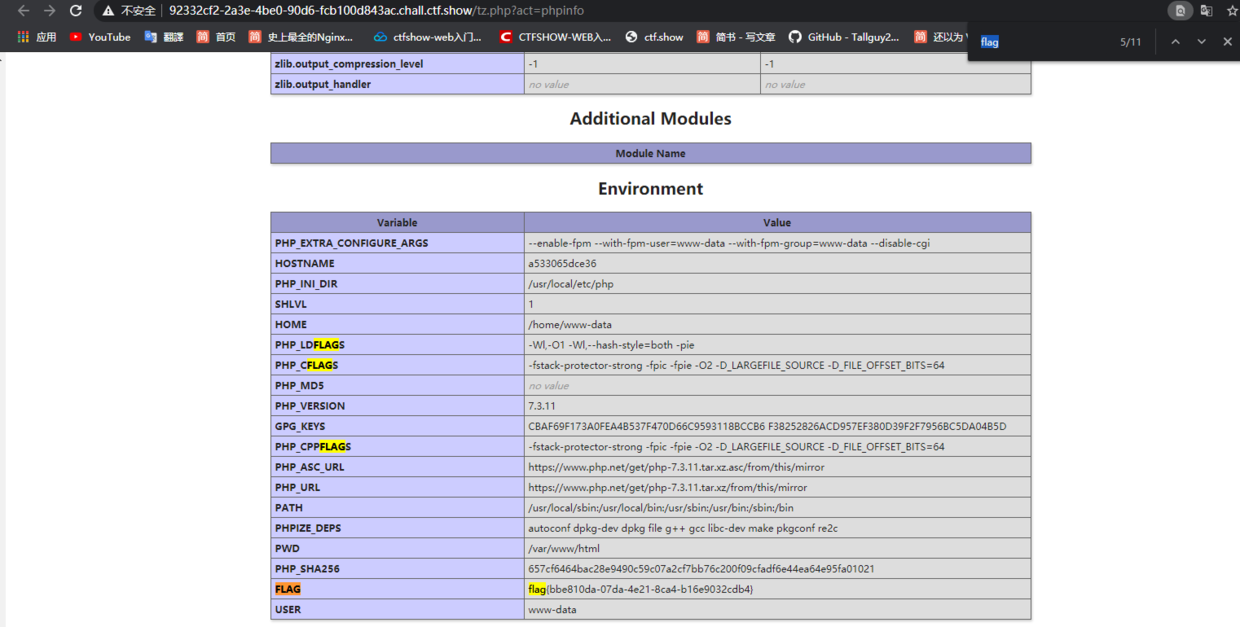 不安全 92332cf2-2a3e-4be0-90d6-fcb100d843ac.chall.ctf.show/tz.php?act=phpinfo
应用 YouTube 翻譯 简 首页 简 史上最全的Nginx... ctfshow-web入门... CTFSHOW-WEB入... ctf.show 简 简书 - 写文章 GitHub - Tallguy2... 简 还以为
flag 5/11
zlib.output_compression_level -1 -1
zlib.output_handler no value no value
Additional Modules
Module Name
Environment
Variable Value
PHP_EXTRA_CONFIGURE_ARGS --enable-fpm --with-fpm-user=www-data --with-fpm-group=www-data --disable-cgi
HOSTNAME a533065dce36
PHP_INI_DIR /usr/local/etc/php
SHLVL 1
HOME /home/www-data
PHP_LDFLAGS -Wl,-O1 -Wl,--hash-style=both -pie
PHP_CFLAGS -fstack-protector-strong -fpic -fpie -O2 -D_LARGEFILE_SOURCE -D_FILE_OFFSET_BITS=64
PHP_MD5 no value
PHP_VERSION 7.3.11
GPG_KEYS CBAF69F173A0FEA4B537F470D66C9593118BCCB6 F38252826ACD957EF380D39F2F7956BC5DA04B5D
PHP_CPPFLAGS -fstack-protector-strong -fpic -fpie -O2 -D_LARGEFILE_SOURCE -D_FILE_OFFSET_BITS=64
PHP_ASC_URL https://www.php.net/get/php-7.3.11.tar.xz.asc/from/this/mirror
PHP_URL https://www.php.net/get/php-7.3.11.tar.xz/from/this/mirror
PATH /usr/local/sbin:/usr/local/bin:/usr/sbin:/usr/bin:/sbin:/bin
PHPIZE_DEPS autoconf dpkg-dev dpkg file g++ gcc libc-dev make pkgconf re2c
PWD /var/www/html
PHP_SHA256 657cf6464bac28e9490c59c07a2cf7bb76c200f09cfadf6e44ea64e95fa01021
FLAG flag{bbe810da-07da-4e21-8ca4-b16e9032cdb4}
USER www-data